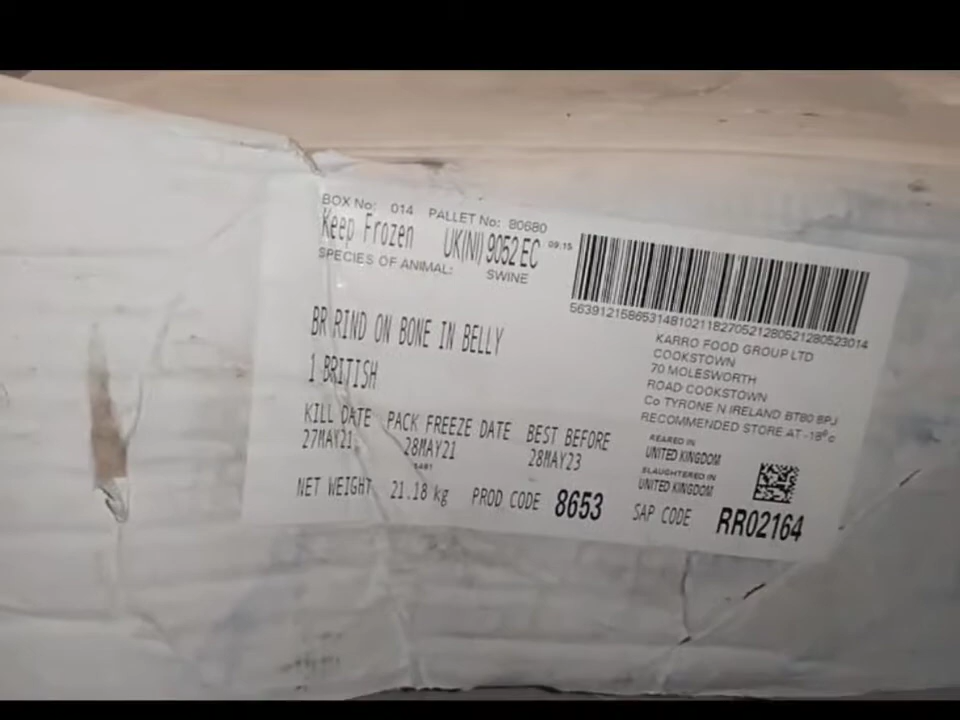 BOX No: 014 PALLET No: 80680
Keep Frozen UK(NI) 9052 EC 09:15
SPECIES OF ANIMAL: SWINE
BR RIND ON BONE IN BELLY
1 BRITISH
KILL DATE PACK FREEZE DATE BEST BEFORE
27MAY21 28MAY21 28MAY23
NET WEIGHT 21.18 kg PROD CODE 8653 SAP CODE RR02164
KARRO FOOD GROUP LTD
COOKSTOWN
70 MOLESWORTH
ROAD COOKSTOWN
Co TYRONE N IRELAND BT80 8PJ
RECOMMENDED STORE AT -18°c
REARED IN
UNITED KINGDOM
SLAUGHTERED IN
UNITED KINGDOM